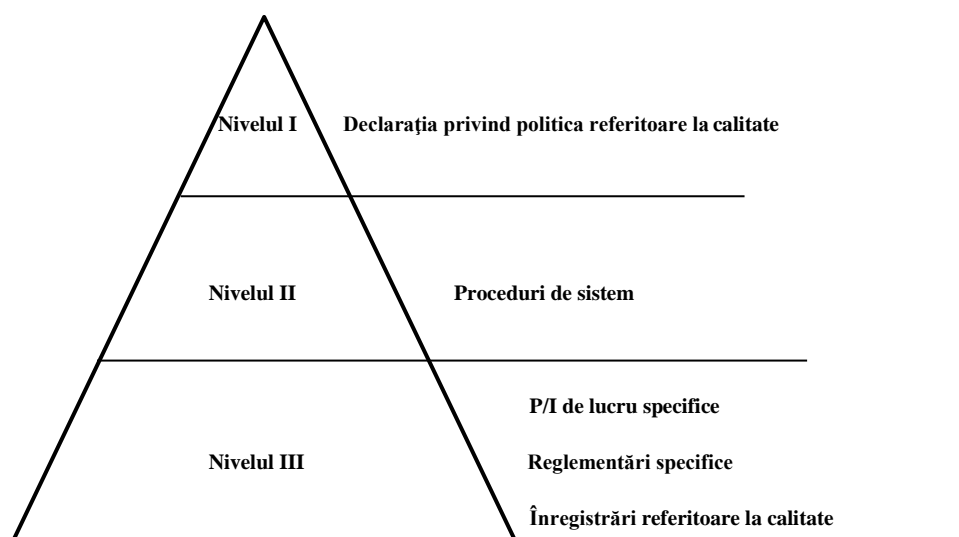 Nivelul I Declaraţia privind politica referitoare la calitate
Nivelul II Proceduri de sistem
P/I de lucru specifice
Nivelul III Reglementări specifice
Înregistrări referitoare la calitate